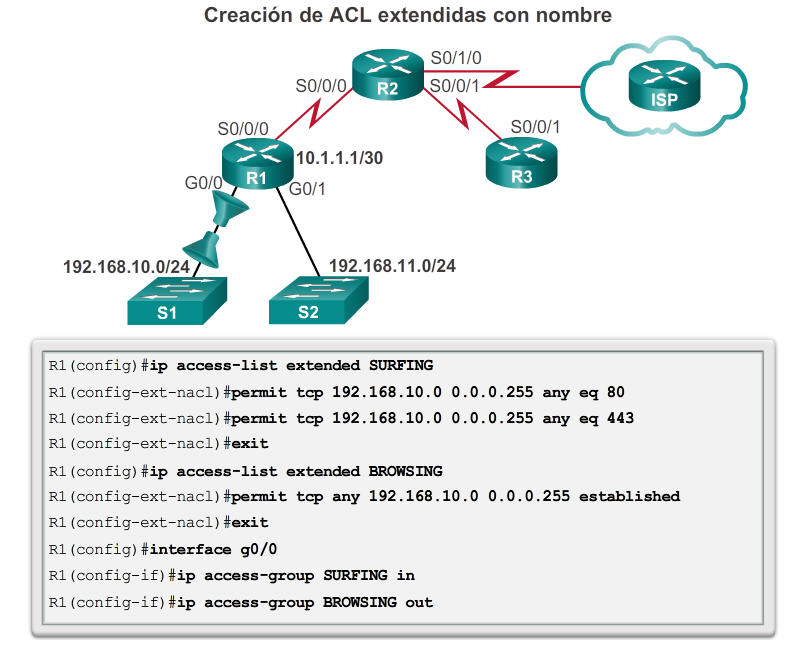 Creación de ACL extendidas con nombre
S0/1/0
R2
ISP
S0/0/0
S0/0/1
S0/0/0
S0/0/1
10.1.1.1/30
R1
R3
G0/0
G0/1
192.168.10.0/24
192.168.11.0/24
S1
S2
R1(config)#ip access-list extended SURFING
R1(config-ext-nacl)#permit tcp 192.168.10.0 0.0.0.255 any eq 80
R1(config-ext-nacl)#permit tcp 192.168.10.0 0.0.0.255 any eq 443
R1(config-ext-nacl)#exit
R1(config)#ip access-list extended BROWSING
R1(config-ext-nacl)#permit tcp any 192.168.10.0 0.0.0.255 established
R1(config-ext-nacl)#exit
R1(config)#interface g0/0
R1(config-if)#ip access-group SURFING in
R1(config-if)#ip access-group BROWSING out